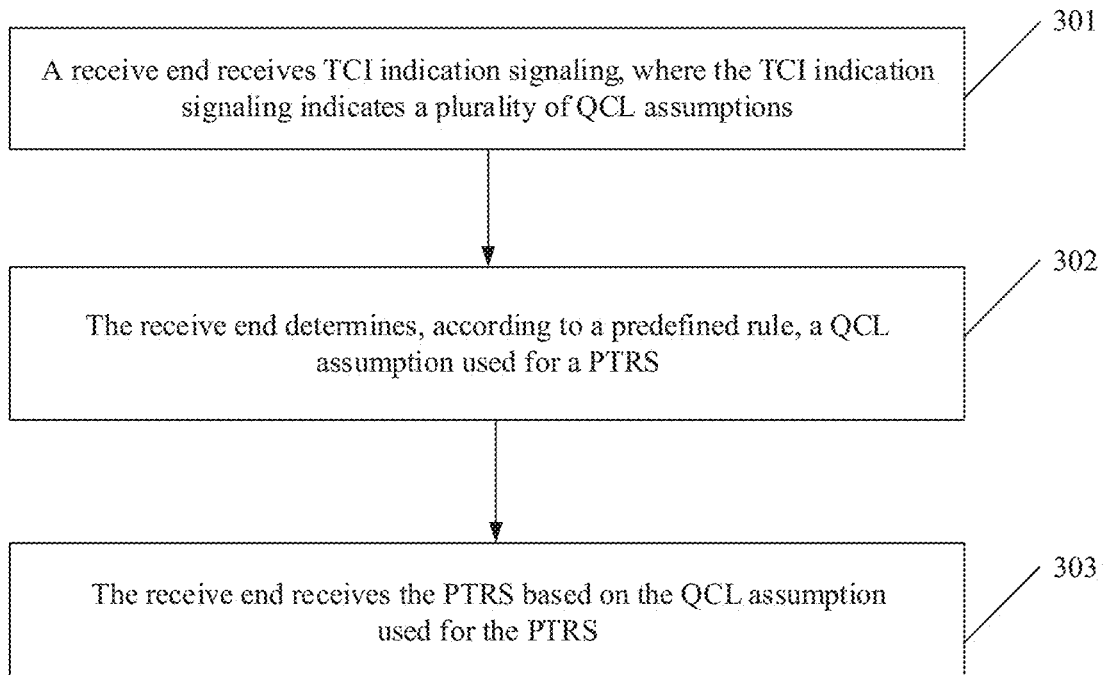 301
A receive end receives TCI indication signaling, where the TCI indication
signaling indicates a plurality of QCL assumptions
302
The receive end determines, according to a predefined rule, a QCL
assumption used for a PTRS
303
The receive end receives the PTRS based on the QCL assumption
used for the PTRS